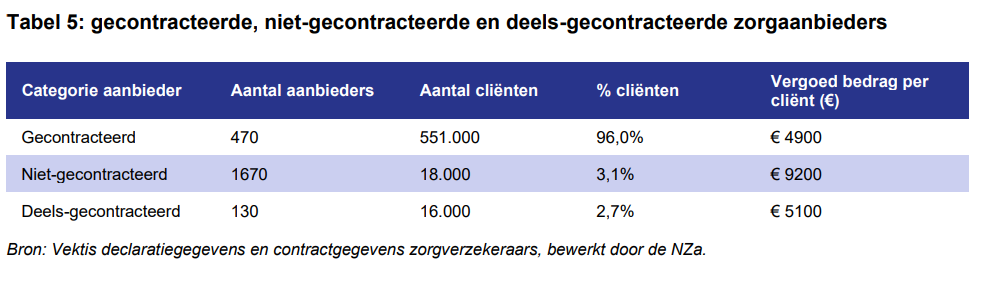 Tabel 5: gecontracteerde, niet-gecontracteerde en deels-gecontracteerde zorgaanbieders
Categorie aanbieder Aantal aanbieders Aantal cliënten % cliënten Vergoed bedrag per cliënt (€)
Gecontracteerd 470 551.000 96,0% € 4900
Niet-gecontracteerd 1670 18.000 3,1% € 9200
Deels-gecontracteerd 130 16.000 2,7% € 5100
Bron: Vektis declaratiegegevens en contractgegevens zorgverzekeraars, bewerkt door de NZa.